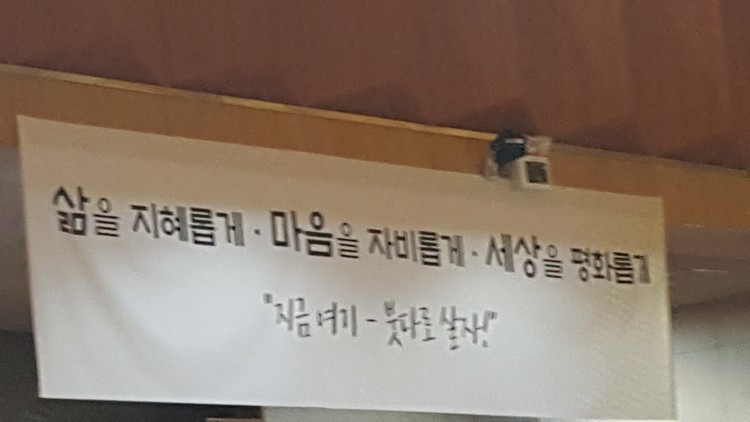 삶을 지혜롭게·마음을 자비롭게·세상을 평화롭게
"지금 여기 - 붓다로 살자!"